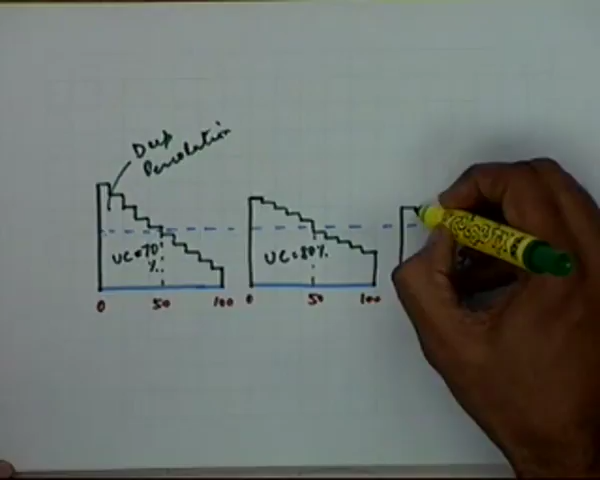 Deep
Percolation
UC = 70
%
UC = 80%
0 50 100 0 50 100